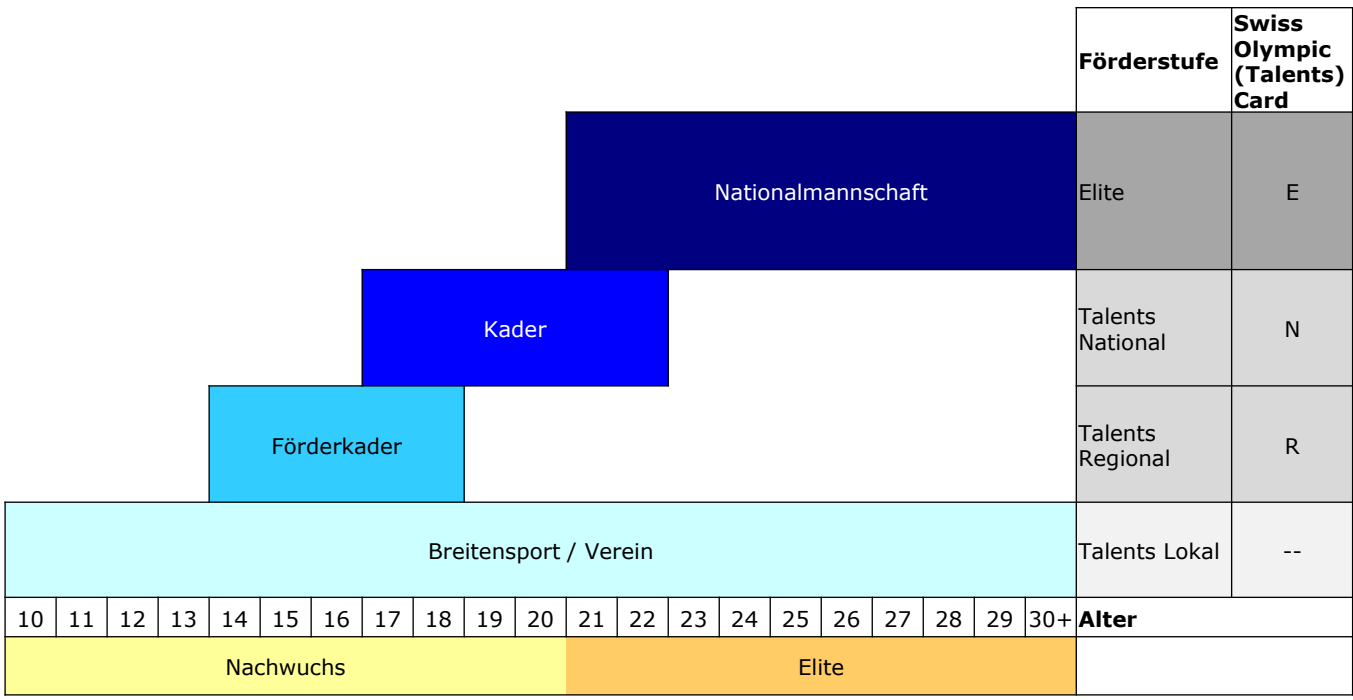 Förderstufe
Swiss
Olympic
(Talents)
Card
Nationalmannschaft
Elite
E
Kader
Talents
National
N
Förderkader
Talents
Regional
R
Breitensport / Verein
Talents Lokal
--
10 11 12 13 14 15 16 17 18 19 20 21 22 23 24 25 26 27 28 29 30+ Alter
Nachwuchs
Elite